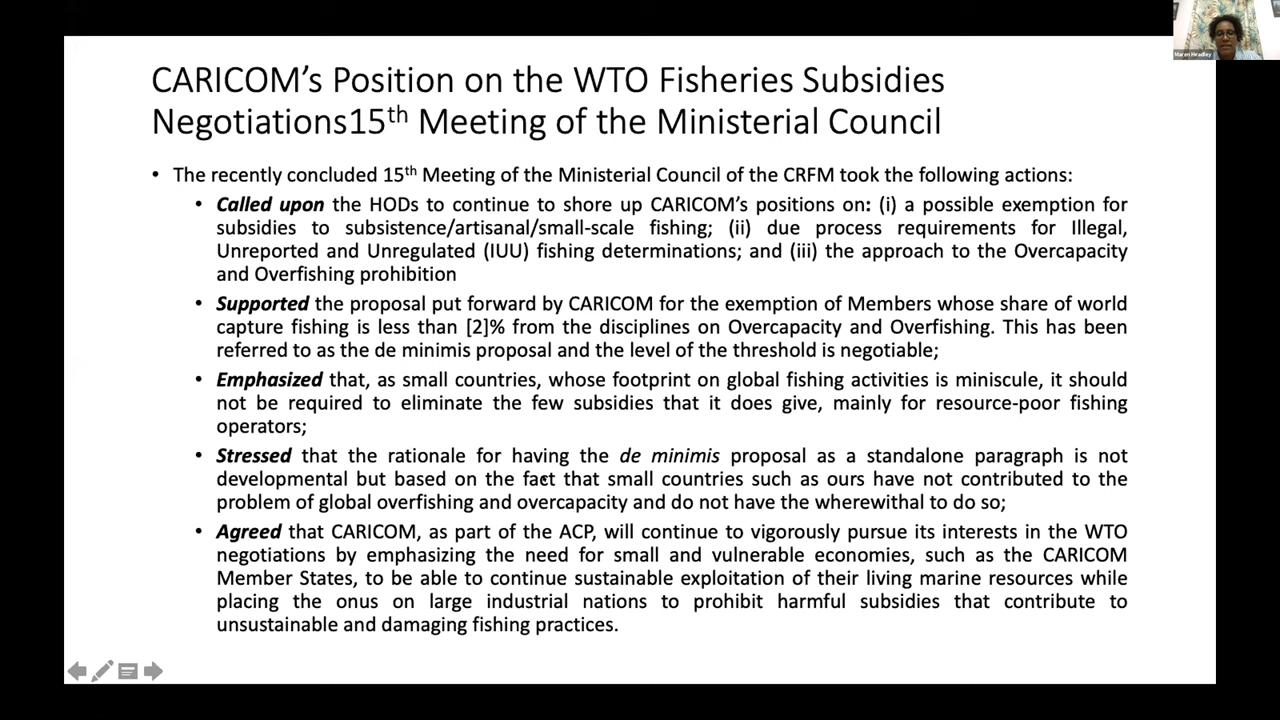 Maren Headley
CARICOM’s Position on the WTO Fisheries Subsidies
Negotiations15th Meeting of the Ministerial Council
• The recently concluded 15th Meeting of the Ministerial Council of the CRFM took the following actions:
• Called upon the HODs to continue to shore up CARICOM’s positions on: (i) a possible exemption for
subsidies to subsistence/artisanal/small-scale fishing; (ii) due process requirements for Illegal,
Unreported and Unregulated (IUU) fishing determinations; and (iii) the approach to the Overcapacity
and Overfishing prohibition
• Supported the proposal put forward by CARICOM for the exemption of Members whose share of world
capture fishing is less than [2]% from the disciplines on Overcapacity and Overfishing. This has been
referred to as the de minimis proposal and the level of the threshold is negotiable;
• Emphasized that, as small countries, whose footprint on global fishing activities is miniscule, it should
not be required to eliminate the few subsidies that it does give, mainly for resource-poor fishing
operators;
• Stressed that the rationale for having the de minimis proposal as a standalone paragraph is not
developmental but based on the fact that small countries such as ours have not contributed to the
problem of global overfishing and overcapacity and do not have the wherewithal to do so;
• Agreed that CARICOM, as part of the ACP, will continue to vigorously pursue its interests in the WTO
negotiations by emphasizing the need for small and vulnerable economies, such as the CARICOM
Member States, to be able to continue sustainable exploitation of their living marine resources while
placing the onus on large industrial nations to prohibit harmful subsidies that contribute to
unsustainable and damaging fishing practices.